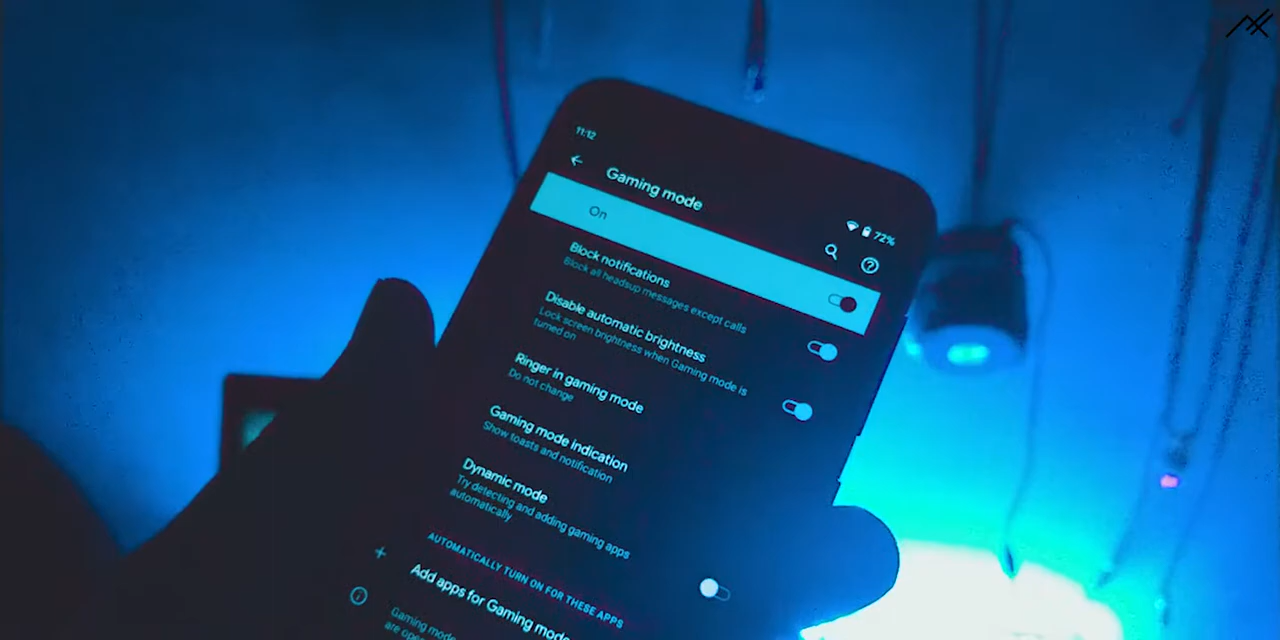 11:12
72%
Gaming mode
On
Block notifications
Block all headsup messages except calls
Disable automatic brightness
Lock screen brightness when Gaming mode is
turned on
Ringer in gaming mode
Do not change
Gaming mode indication
Show toasts and notification
Dynamic mode
Try detecting and adding gaming apps
automatically
AUTOMATICALLY TURN ON FOR THESE APPS
Add apps for Gaming mode
Gaming mode
are